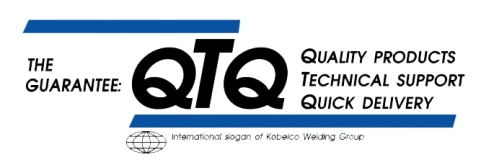 THE
GUARANTEE:
QTQ
QUALITY PRODUCTS
TECHNICAL SUPPORT
QUICK DELIVERY
International slogan of Kobelco Welding Group